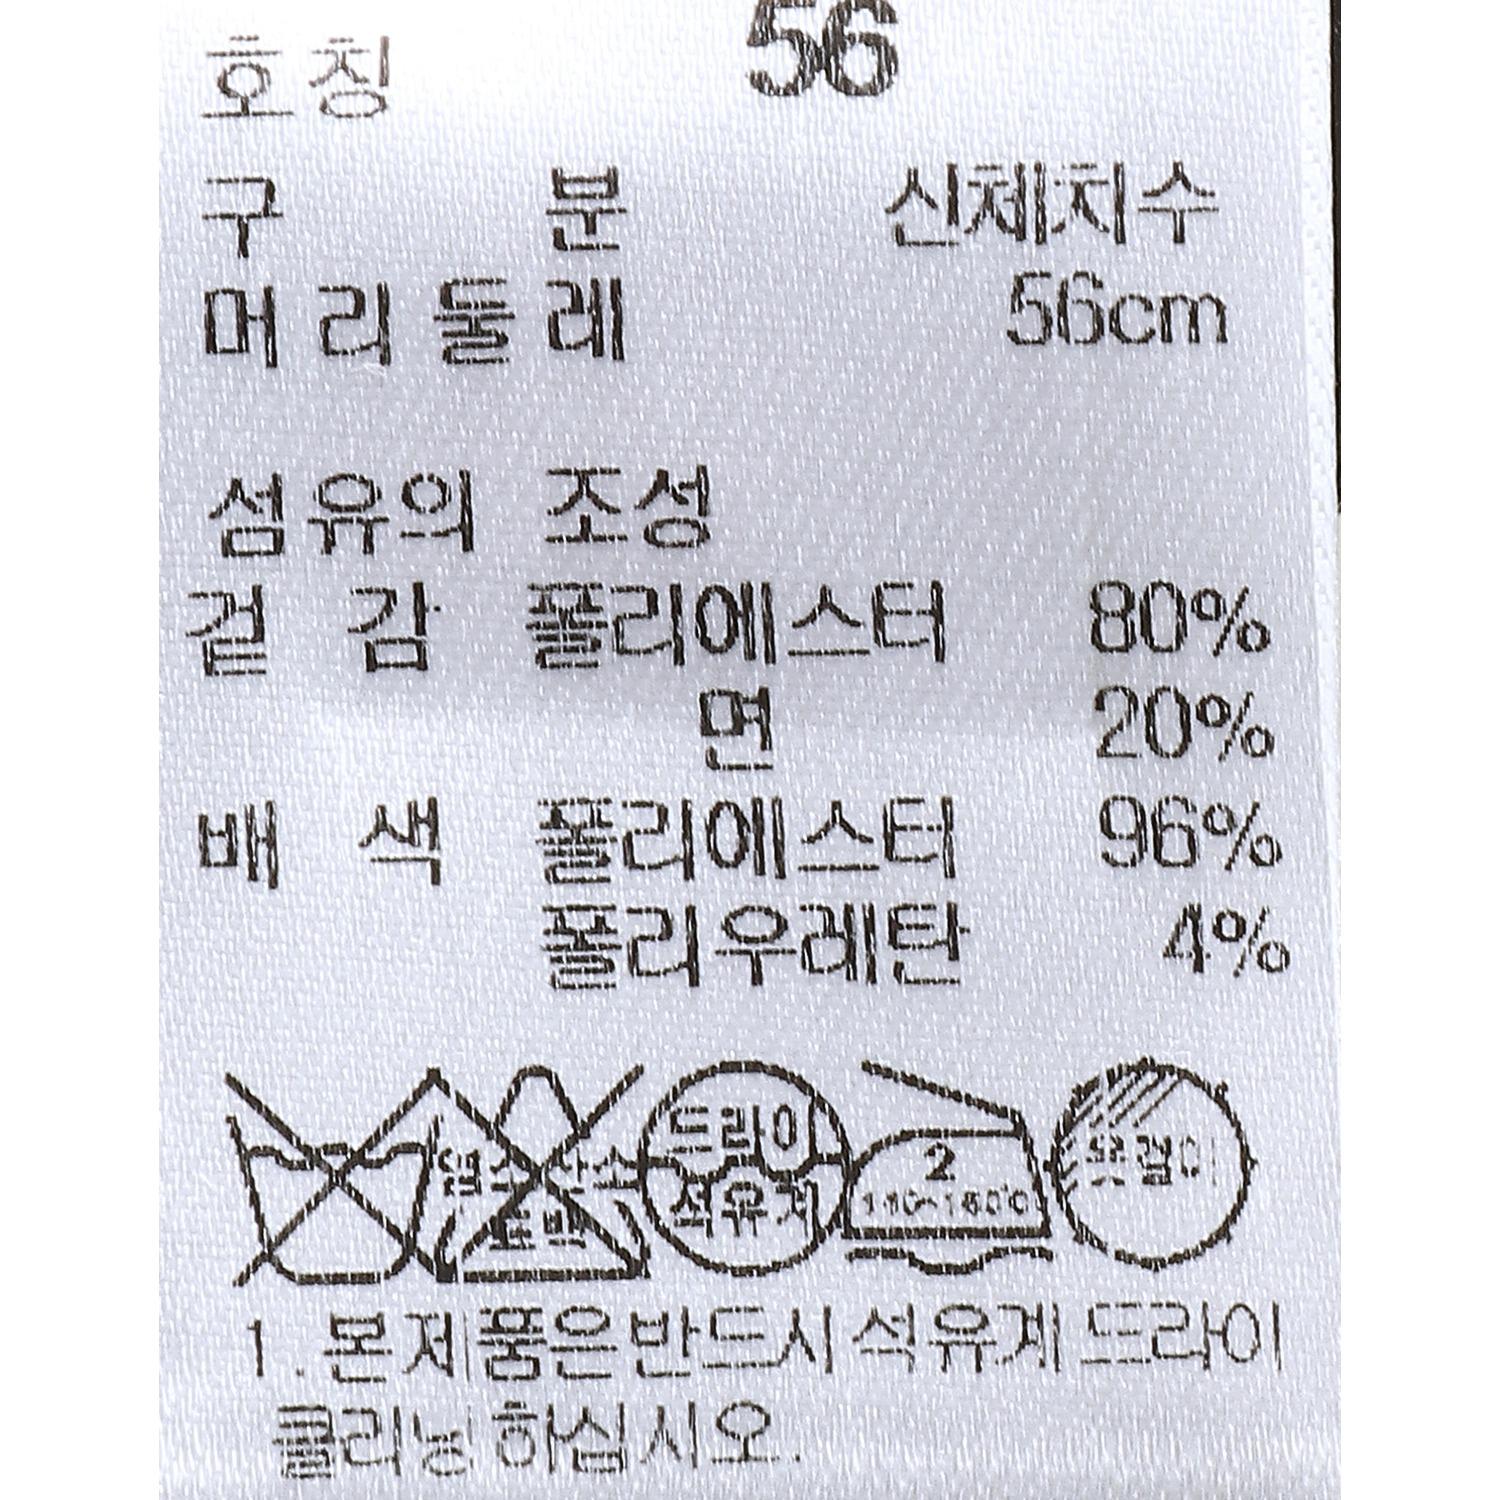 호칭 56
구 분 신체치수
머리둘레 56cm
섬유의 조성
겉 감 폴리에스터 80%
면 20%
배 색 폴리에스터 96%
폴리우레탄 4%
염소,산소
표백
드라이
석유계
2
옷걸이
1. 본제품은반드시석유계드라이
클리닝하십시오.